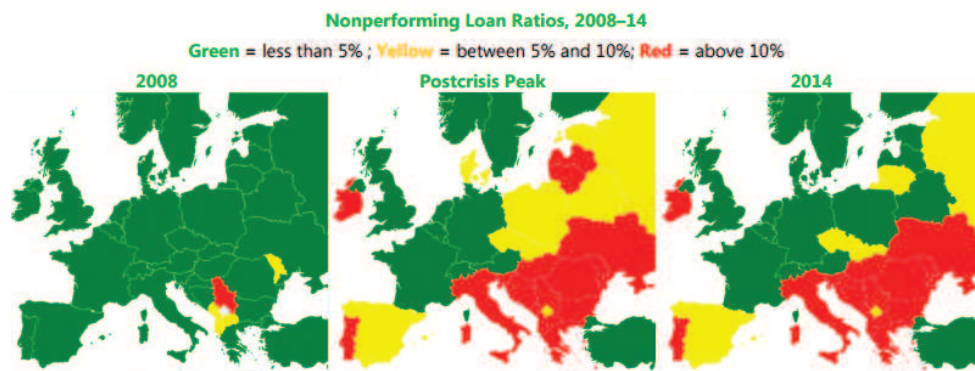 Nonperforming Loan Ratios, 2008–14
Green = less than 5% ; Yellow = between 5% and 10%; Red = above 10%
2008 Postcrisis Peak 2014